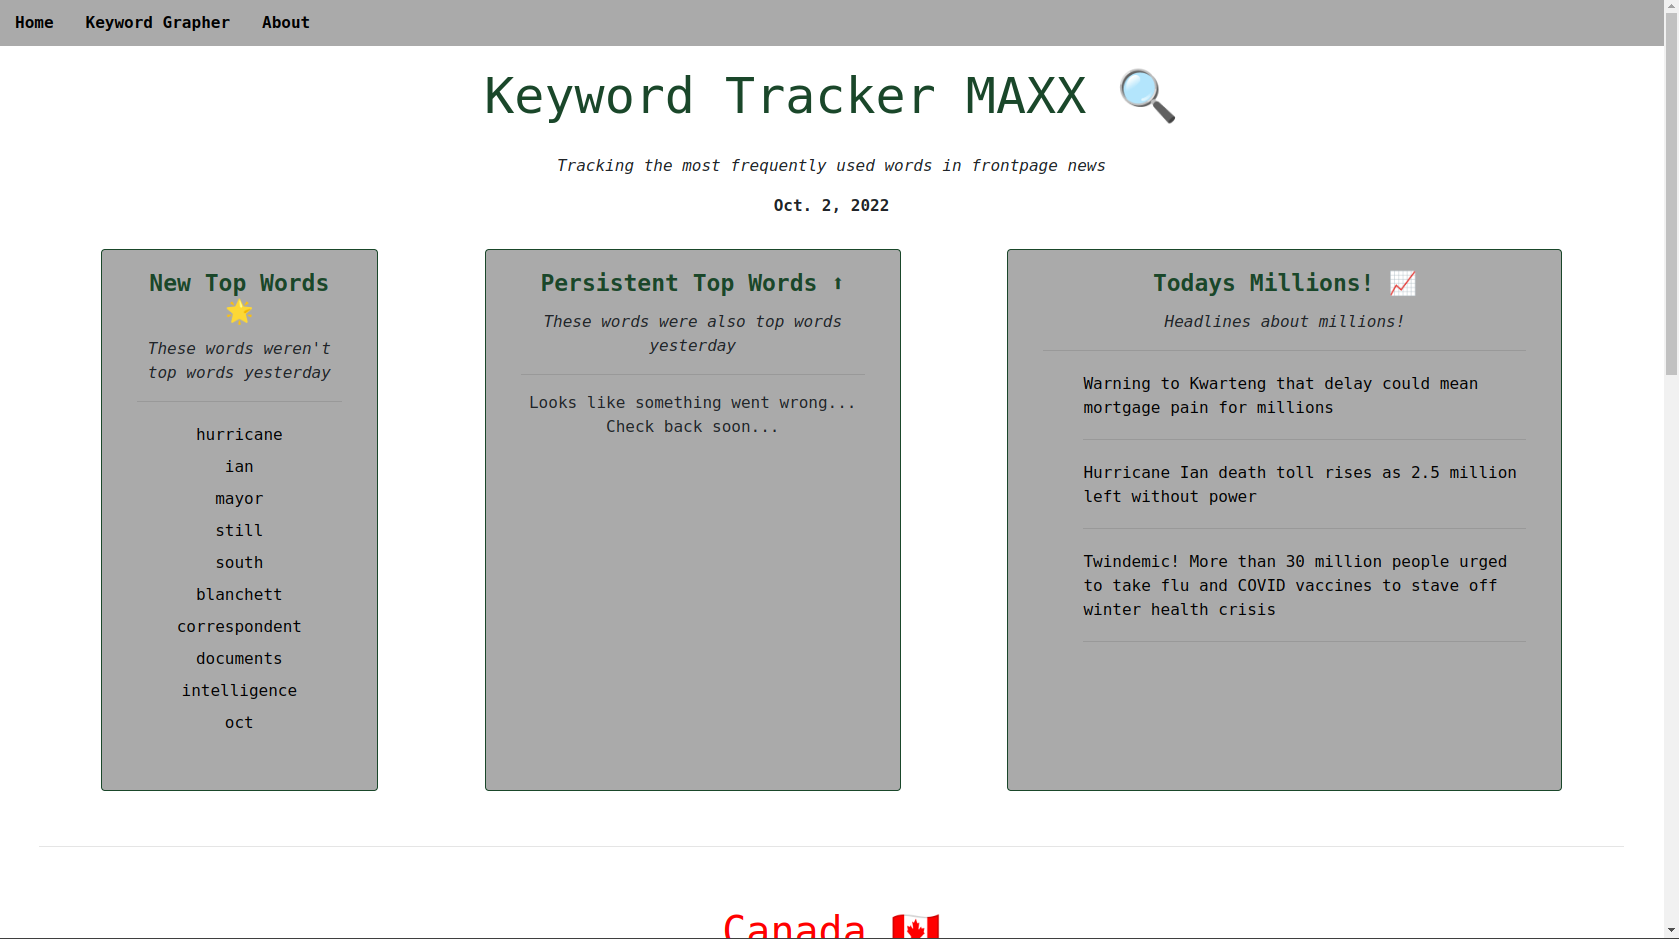 Home Keyword Grapher About
Keyword Tracker MAXX 🔍
Tracking the most frequently used words in frontpage news
Oct. 2, 2022
New Top Words
🌟
These words weren't
top words yesterday
hurricane
ian
mayor
still
south
blanchett
correspondent
documents
intelligence
oct
Persistent Top Words ⬆
These words were also top words
yesterday
Looks like something went wrong...
Check back soon...
Todays Millions! 📈
Headlines about millions!
Warning to Kwarteng that delay could mean
mortgage pain for millions
Hurricane Ian death toll rises as 2.5 million
left without power
Twindemic! More than 30 million people urged
to take flu and COVID vaccines to stave off
winter health crisis
Canada 🇨🇦